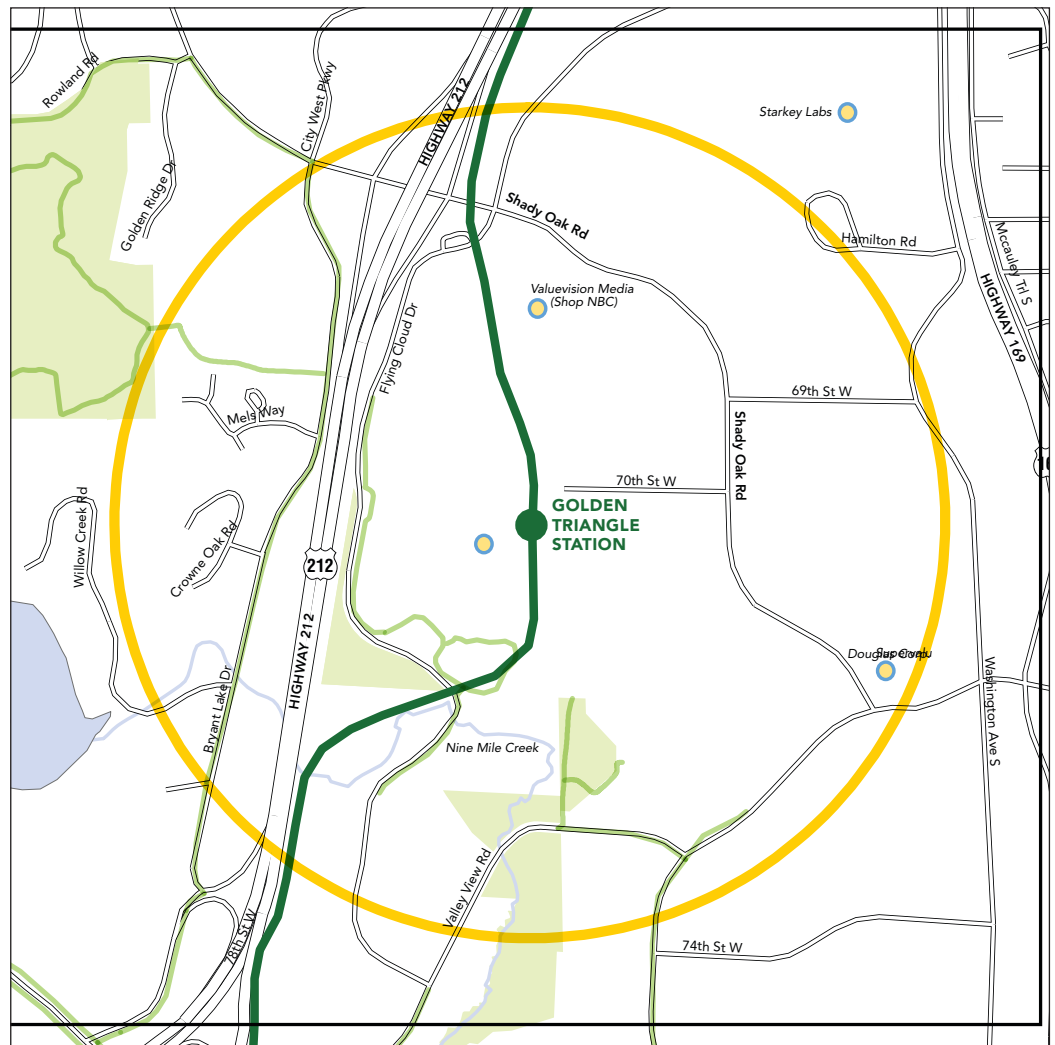 Rowland Rd
City West Pkwy
HIGHWAY 212
Starkey Labs
Golden Ridge Dr
Shady Oak Rd
Hamilton Rd
Mccauley Trl S
HIGHWAY 169
Valuevision Media
(Shop NBC)
Flying Cloud Dr
69th St W
Mels Way
Shady Oak Rd
70th St W
Willow Creek Rd
Crowne Oak Rd
GOLDEN
TRIANGLE
STATION
212
HIGHWAY 212
Douglas Corp
Supervalu
Washington Ave S
Bryant Lake Dr
Nine Mile Creek
Valley View Rd
78th St W
74th St W